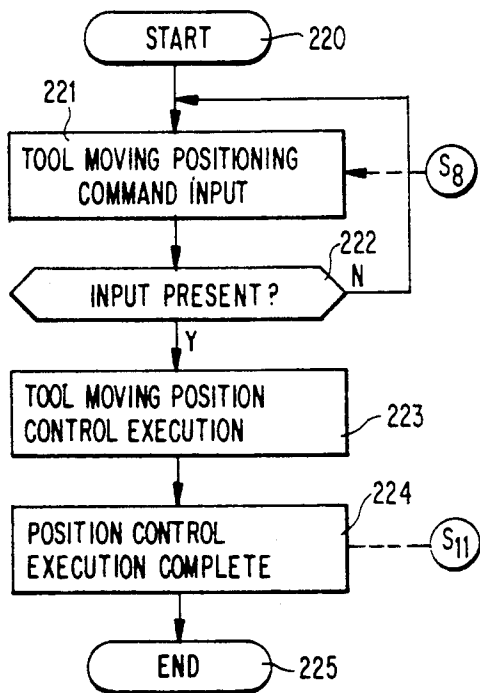 START
220
221
TOOL MOVING POSITIONING
COMMAND INPUT
S8
222
INPUT PRESENT?
N
Y
TOOL MOVING POSITION
CONTROL EXECUTION
223
224
POSITION CONTROL
EXECUTION COMPLETE
S11
END
225